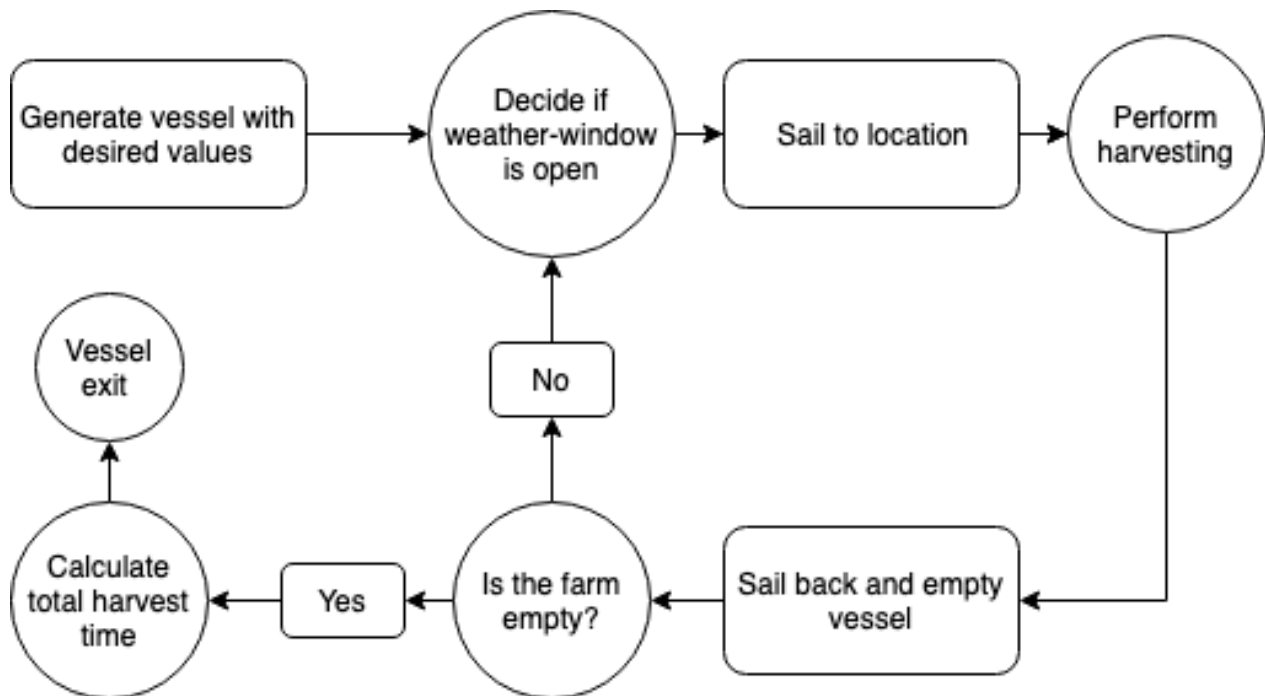 Generate vessel with
desired values
Decide if
weather-window
is open
Sail to location
Perform
harvesting
Vessel
exit
No
Calculate
total harvest
time
Yes
Is the farm
empty?
Sail back and empty
vessel